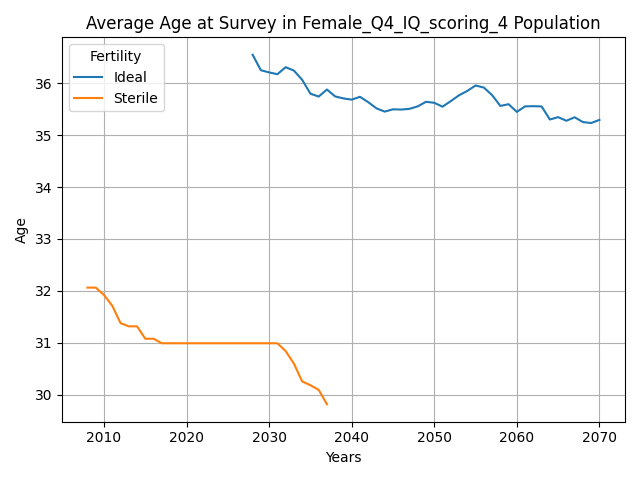 Average Age at Survey in Female_Q4_IQ_scoring_4 Population
Fertility
Ideal
Sterile
36
35
34
33
32
31
30
Age
2010
2020
2030
2040
2050
2060
2070
Years